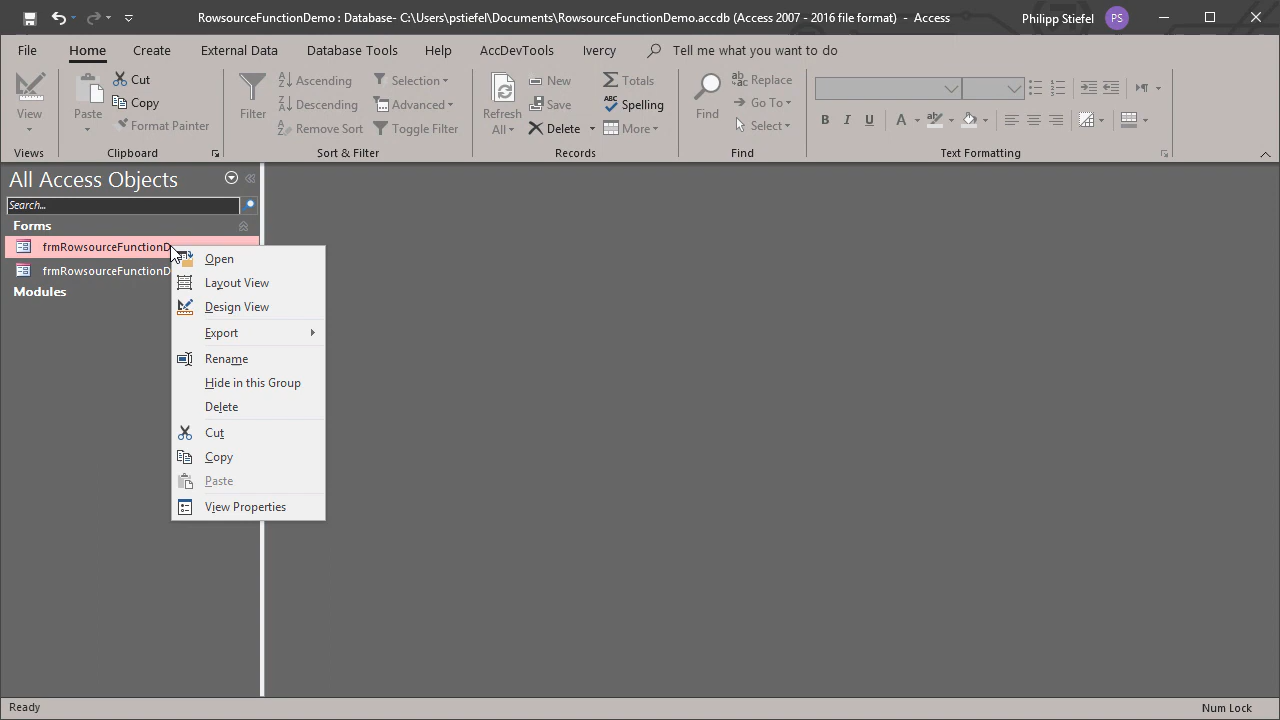 RowsourceFunctionDemo : Database- C:\Users\pstiefel\Documents\RowsourceFunctionDemo.accdb (Access 2007 - 2016 file format) - Access
Philipp Stiefel
PS
File
Home
Create
External Data
Database Tools
Help
AccDevTools
Ivercy
Tell me what you want to do
View
Views
Paste
Cut
Copy
Format Painter
Clipboard
Filter
Ascending
Descending
Selection
Advanced
Toggle Filter
Sort & Filter
Refresh
All
New
Save
Delete
Totals
Spelling
More
Records
Find
Replace
Go To
Select
Find
B I U
A
Text Formatting
All Access Objects
Search...
Forms
frmRowsourceFunctionD
frmRowsourceFunctionD
Modules
Open
Layout View
Design View
Export
Rename
Hide in this Group
Delete
Cut
Copy
Paste
View Properties
Ready
Num Lock